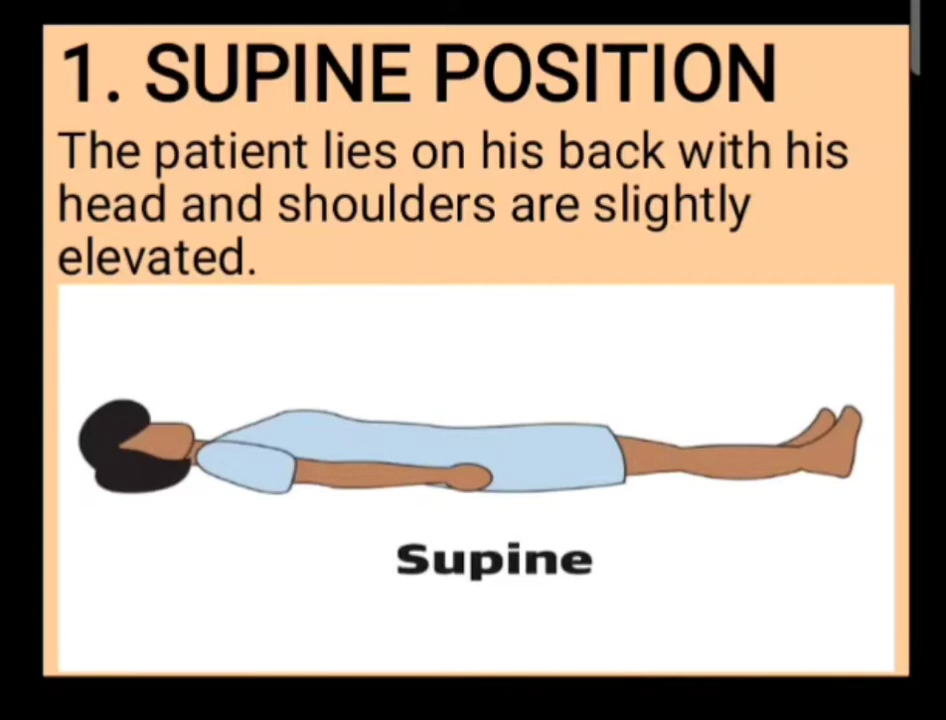 1. SUPINE POSITION
The patient lies on his back with his
head and shoulders are slightly
elevated.
Supine